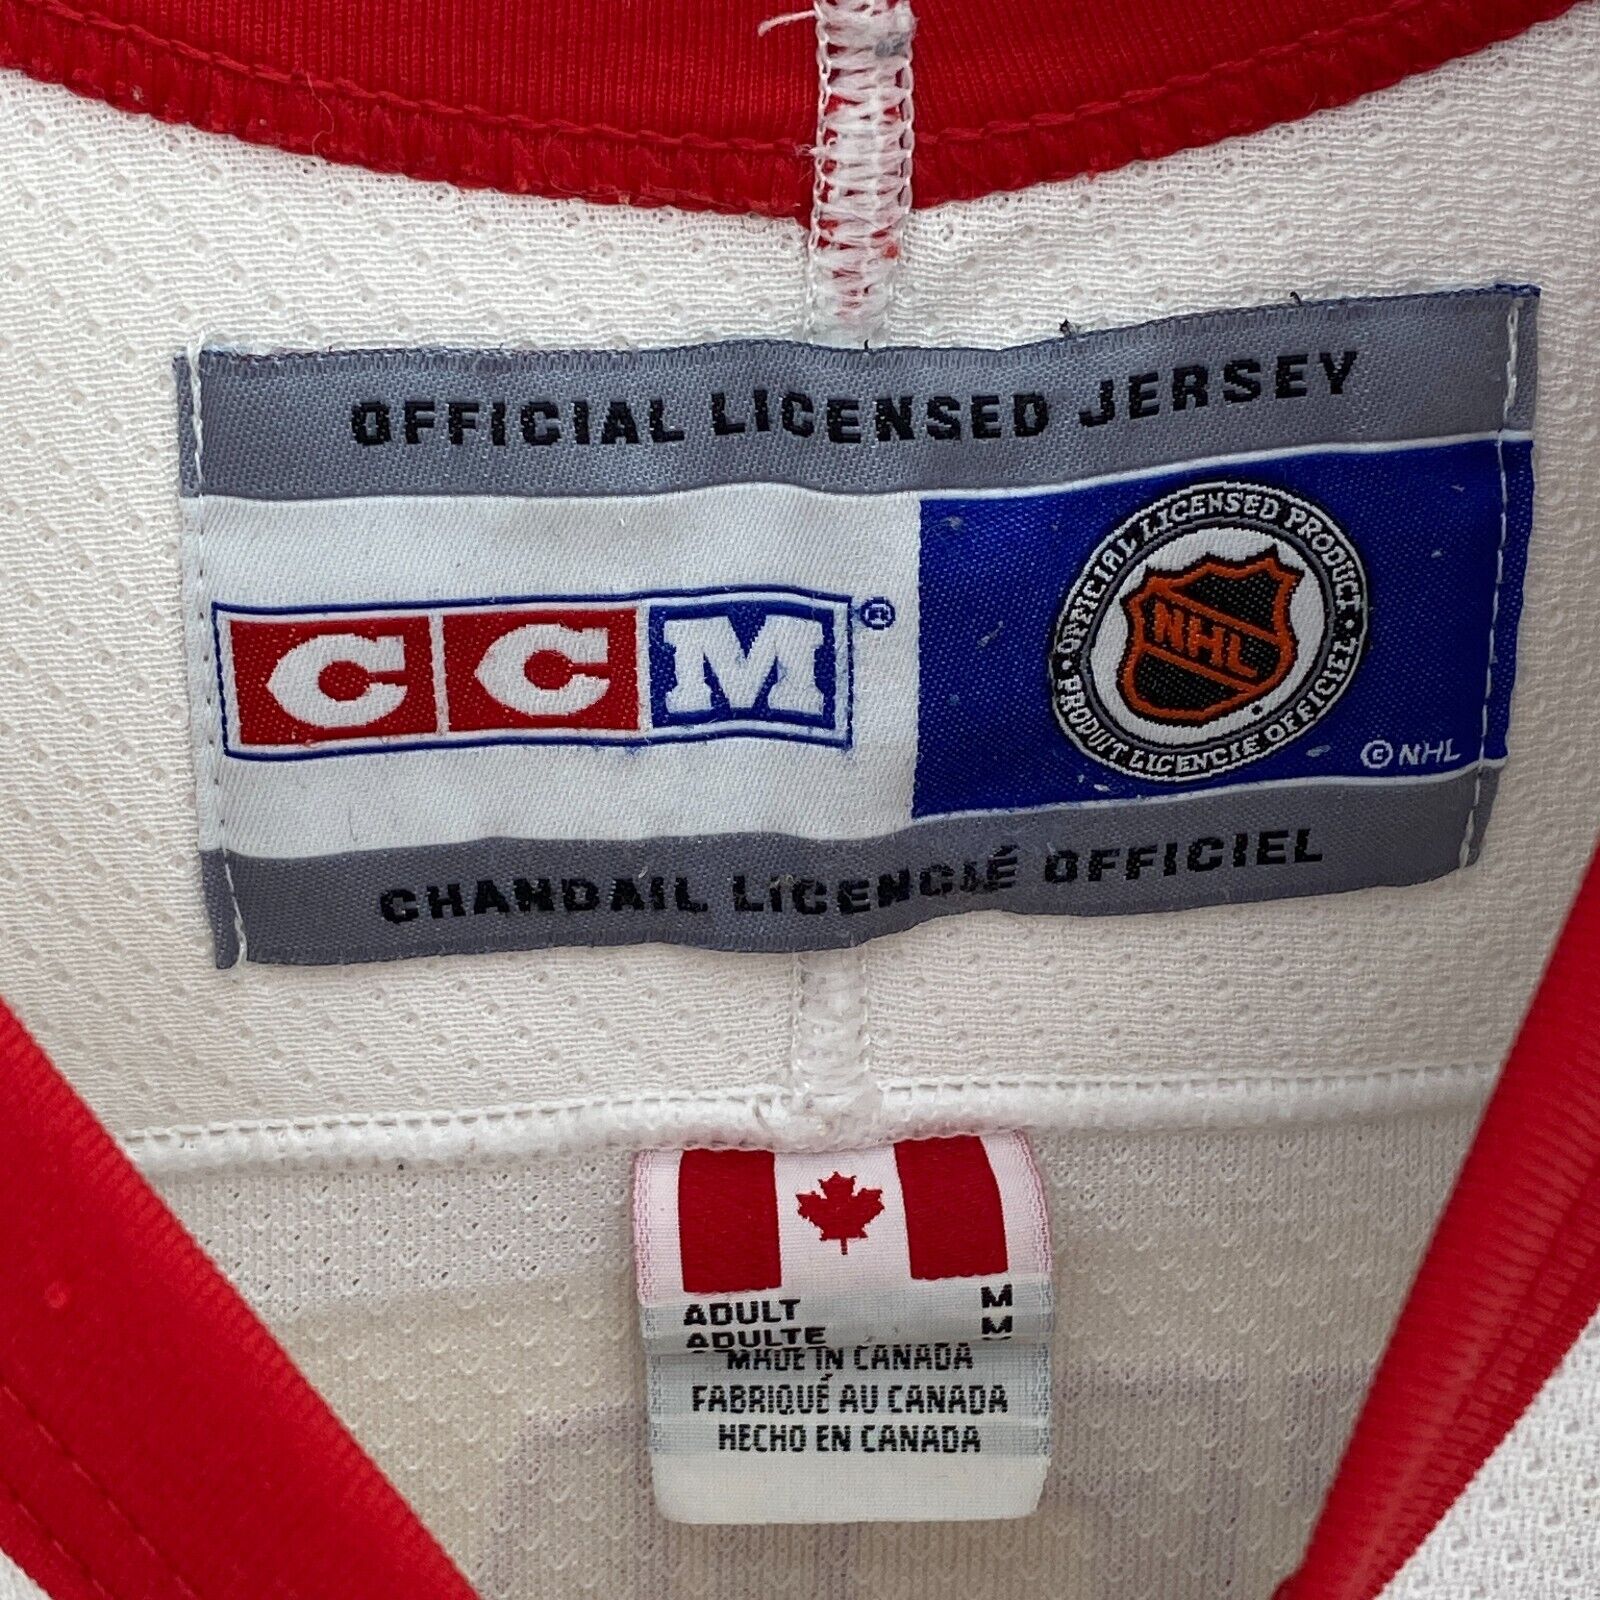 OFFICIAL LICENSED JERSEY
CCM®
OFFICIAL LICENSED PRODUCT •
NHL
• PRODUIT LICENCIE OFFICIEL
© NHL
CHANDAIL LICENCIÉ OFFICIEL
ADULT M
ADULTE M
MADE IN CANADA
FABRIQUÉ AU CANADA
HECHO EN CANADA